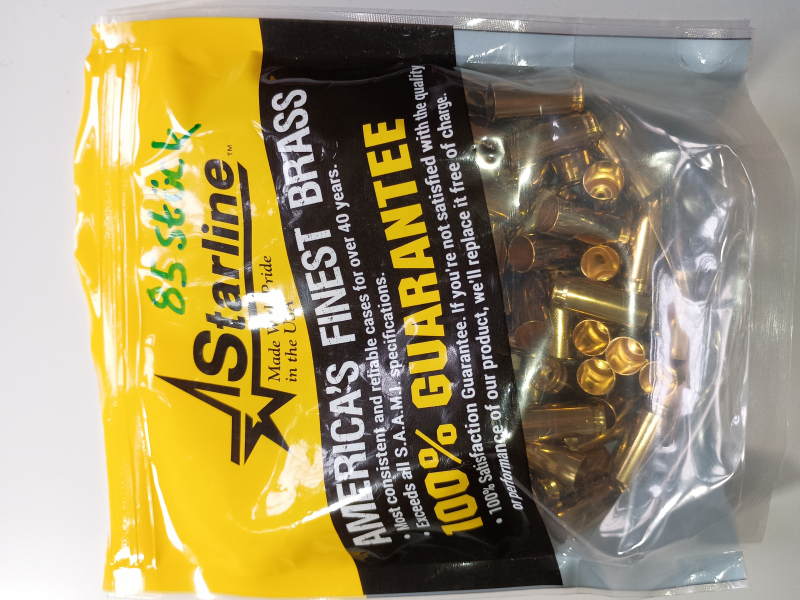 85 Stück
Starline™
Made With Pride
in the USA
AMERICA'S FINEST BRASS
• Most consistent and reliable cases for over 40 years.
• Exceeds all S.A.A.M.I. specifications.
100% GUARANTEE
• 100% Satisfaction Guarantee. If you're not satisfied with the quality
or performance of our product, we'll replace it free of charge.